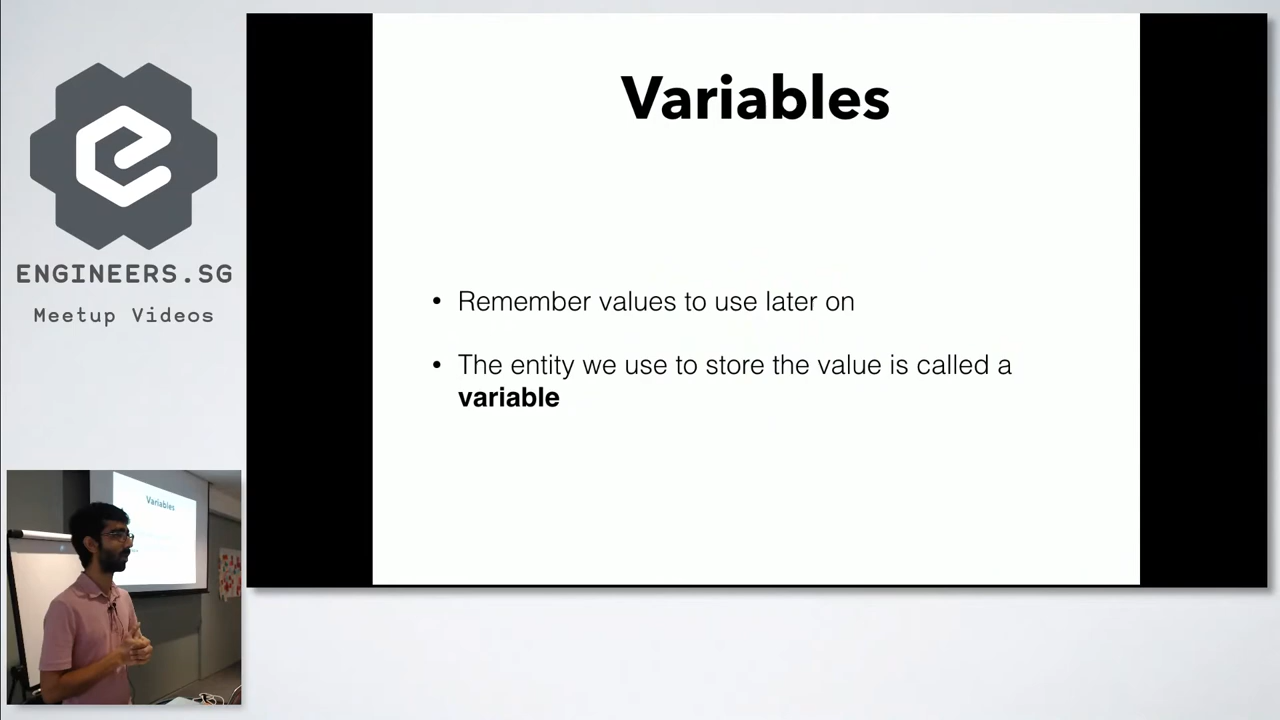 ENGINEERS.SG
Meetup Videos
Variables
• Remember values to use later on
• The entity we use to store the value is called a
variable
Variables